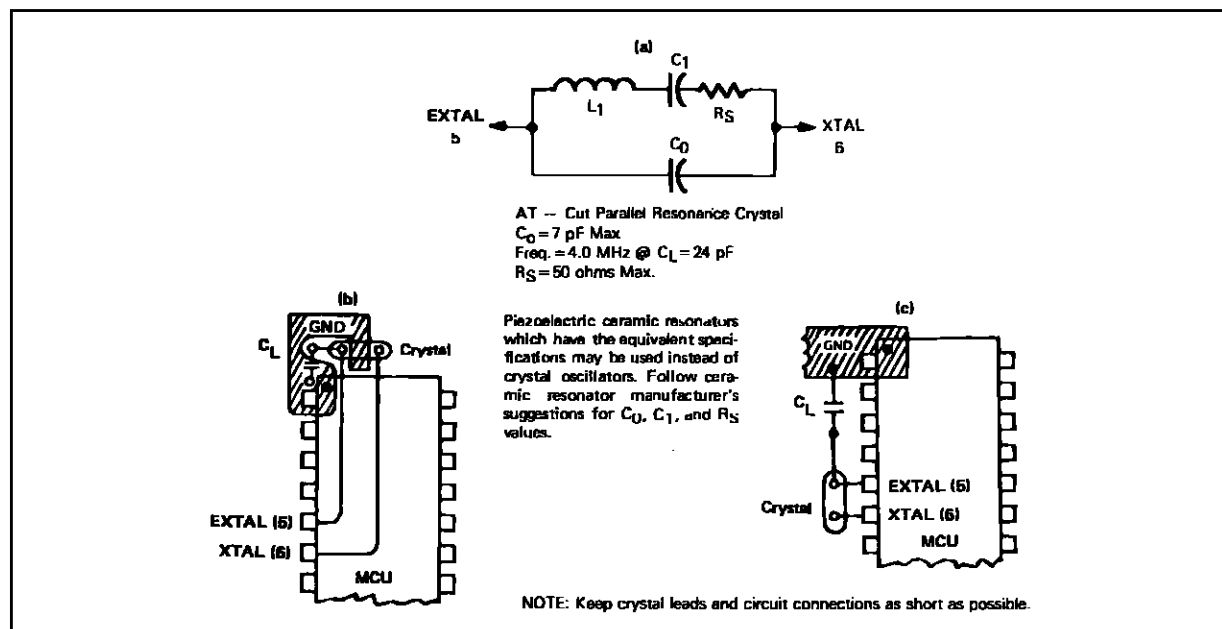 (a)
C1
L1
RS
EXTAL
5
XTAL
6
C0
AT -- Cut Parallel Resonance Crystal
C0 = 7 pF Max
Freq. = 4.0 MHz @ CL = 24 pF
RS = 50 ohms Max.
(b)
GND
CL
Crystal
EXTAL (5)
XTAL (6)
MCU
Piezoelectric ceramic resonators
which have the equivalent speci-
fications may be used instead of
crystal oscillators. Follow cera-
mic resonator manufacturer's
suggestions for C0, C1, and RS
values.
(c)
GND
CL
Crystal
EXTAL (5)
XTAL (6)
MCU
NOTE: Keep crystal leads and circuit connections as short as possible.